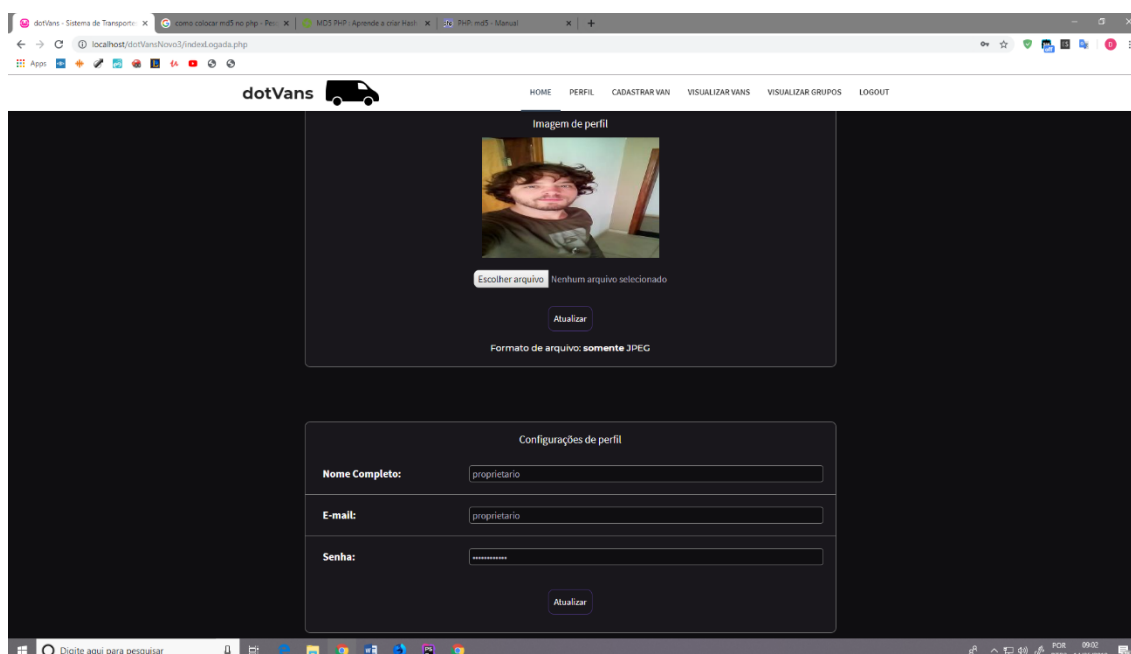 dotVans - Sistema de Transporte
como colocar md5 no php - Pes
MD5 PHP: Aprende a criar Hash
PHP: md5 - Manual
localhost/dotVansNovo3/indexLogada.php
Apps
dotVans
HOME PERFIL CADASTRAR VAN VISUALIZAR VANS VISUALIZAR GRUPOS LOGOUT
Imagem de perfil
Escolher arquivo Nenhum arquivo selecionado
Atualizar
Formato de arquivo: somente JPEG
Configurações de perfil
Nome Completo: proprietario
E-mail: proprietario
Senha: ············
Atualizar
Digite aqui para pesquisar
POR 09:02